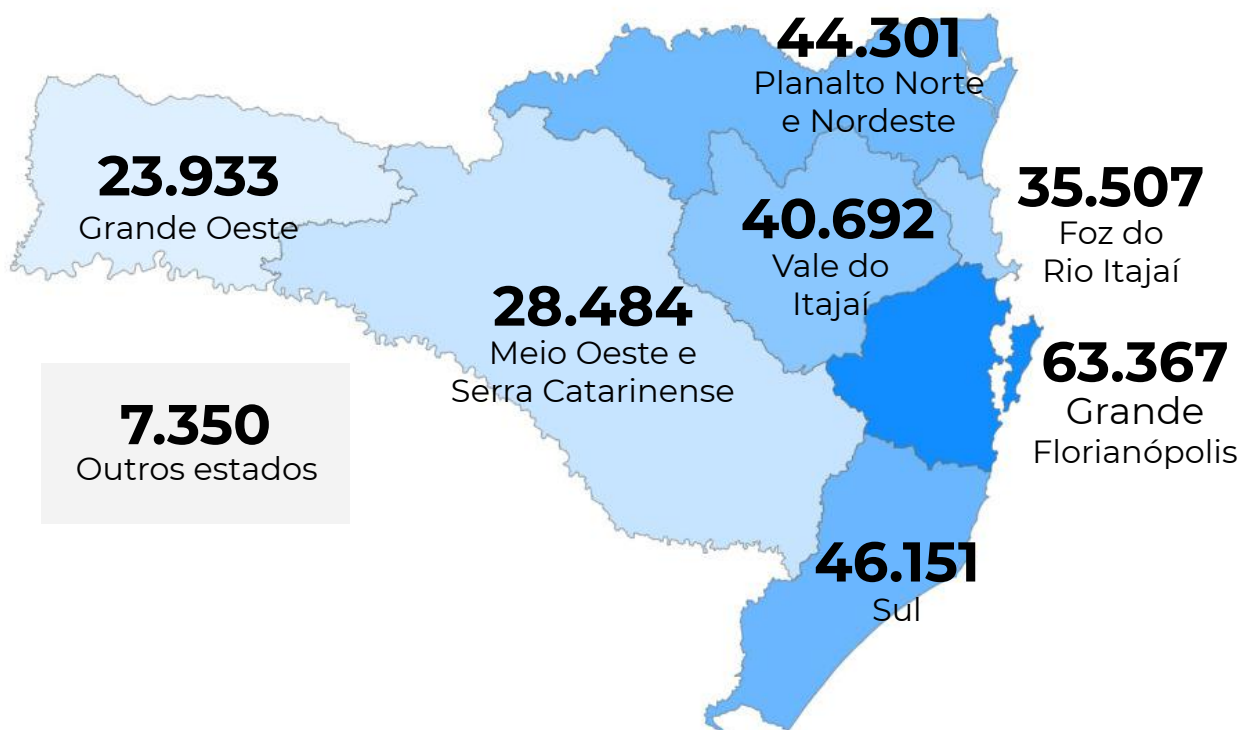 44.301
Planalto Norte
e Nordeste
23.933
Grande Oeste
35.507
Foz do
Rio Itajaí
40.692
Vale do
Itajaí
28.484
Meio Oeste e
Serra Catarinense
63.367
Grande
Florianópolis
7.350
Outros estados
46.151
Sul